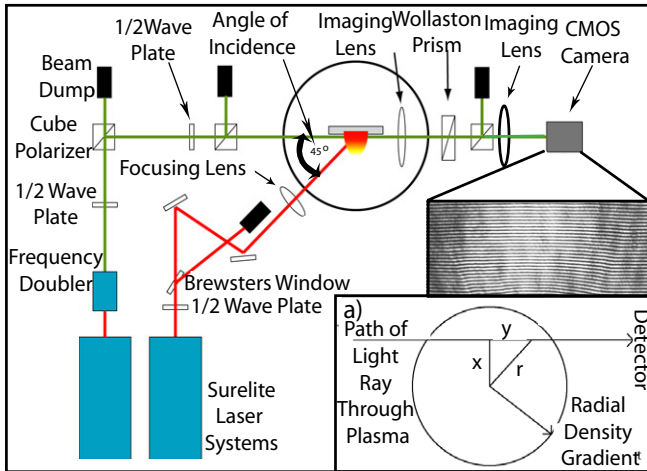 1/2Wave
Plate
Angle of
Incidence
Imaging
Lens
Wollaston
Prism
Imaging
Lens
CMOS
Camera
Beam
Dump
Cube
Polarizer
45°
Focusing Lens
1/2 Wave
Plate
Frequency
Doubler
Brewsters Window
1/2 Wave Plate
Surelite
Laser
Systems
a)
Path of
Light
Ray
Through
Plasma
y
x
r
Detector
Radial
Density
Gradient